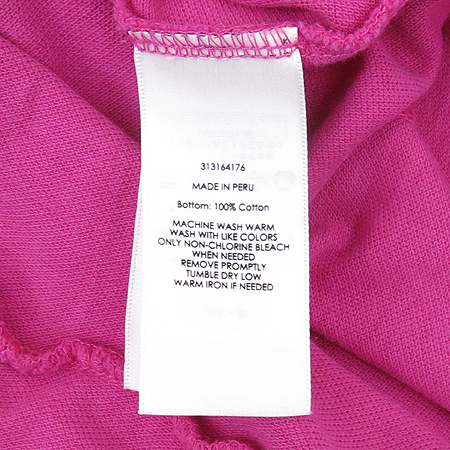 313164176
MADE IN PERU
Bottom: 100% Cotton
MACHINE WASH WARM
WASH WITH LIKE COLORS
ONLY NON-CHLORINE BLEACH
WHEN NEEDED
REMOVE PROMPTLY
TUMBLE DRY LOW
WARM IRON IF NEEDED